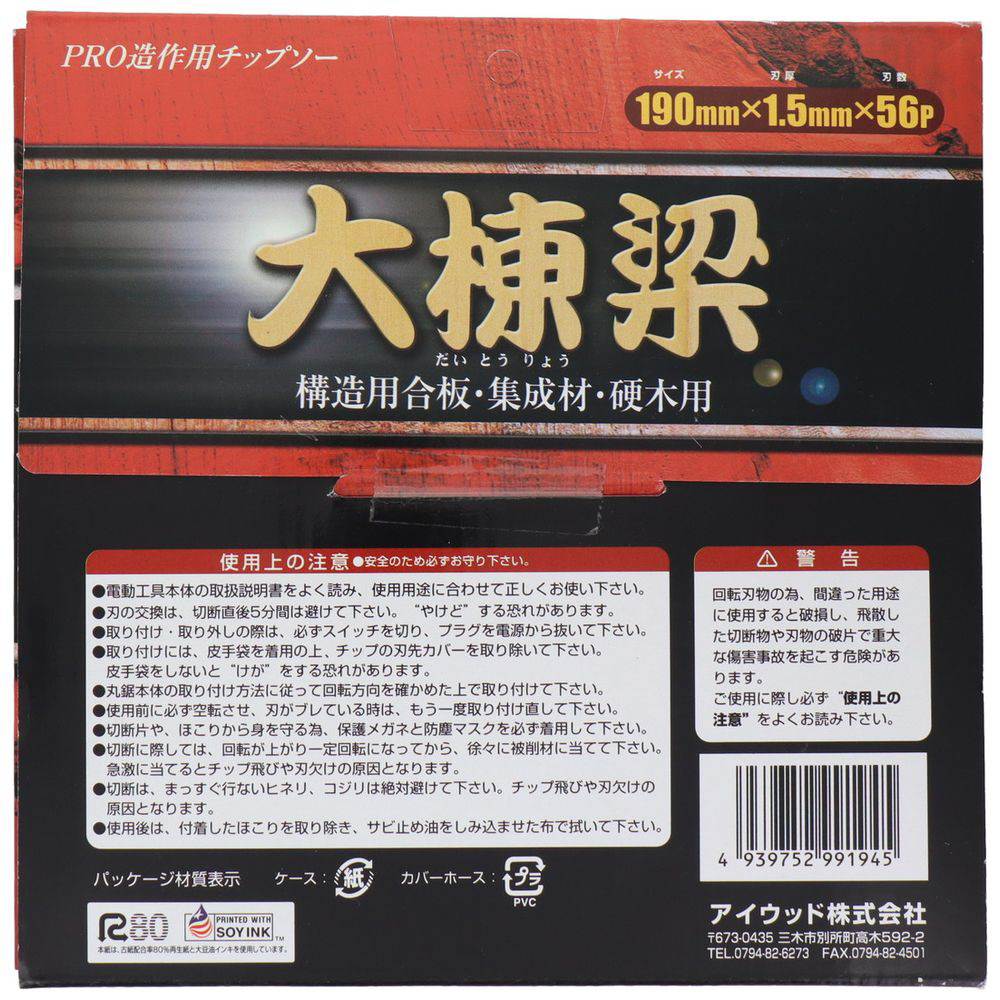 PRO造作用チップソー
サイズ 刃厚 刃数
190mm×1.5mm×56P
大棟梁
だいとうりょう
構造用合板・集成材・硬木用
使用上の注意●安全のため必ずお守り下さい。
●電動工具本体の取扱説明書をよく読み、使用用途に合わせて正しくお使い下さい。
●刃の交換は、切断直後5分間は避けて下さい。“やけど”する恐れがあります。
●取り付け・取り外しの際は、必ずスイッチを切り、プラグを電源から抜いて下さい。
●取り付けには、皮手袋を着用の上、チップの刃先カバーを取り除いて下さい。
皮手袋をしないと“けが”をする恐れがあります。
●丸鋸本体の取り付け方法に従って回転方向を確かめた上で取り付けて下さい。
●使用前に必ず空転させ、刃がブレている時は、もう一度取り付け直して下さい。
●切断片や、ほこりから身を守る為、保護メガネと防塵マスクを必ず着用して下さい。
●切断に際しては、回転が上がり一定回転になってから、徐々に被削材に当てて下さい。
急激に当てるとチップ飛びや刃欠けの原因となります。
●切断は、まっすぐ行ないヒネリ、コジリは絶対避けて下さい。チップ飛びや刃欠けの
原因となります。
●使用後は、付着したほこりを取り除き、サビ止め油をしみ込ませた布で拭いて下さい。
⚠ 警告
回転刃物の為、間違った用途
に使用すると破損し、飛散し
た切断物や刃物の破片で重大
な傷害事故を起こす危険があ
ります。
ご使用に際し必ず“使用上の
注意”をよくお読み下さい。
4 939752 991945
パッケージ材質表示 ケース：紙 カバーホース：プラ
PVC
R80
PRINTED WITH
SOY INK™
本紙は、古紙配合率80%再生紙と大豆油インキを使用しています。
アイウッド株式会社
〒673-0435 三木市別所町高木592-2
TEL.0794-82-6273 FAX.0794-82-4501